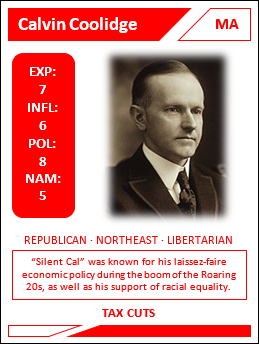 Calvin Coolidge
MA
EXP:
7
INFL:
6
POL:
8
NAM:
5
REPUBLICAN · NORTHEAST · LIBERTARIAN
“Silent Cal” was known for his laissez-faire
economic policy during the boom of the Roaring
20s, as well as his support of racial equality.
TAX CUTS